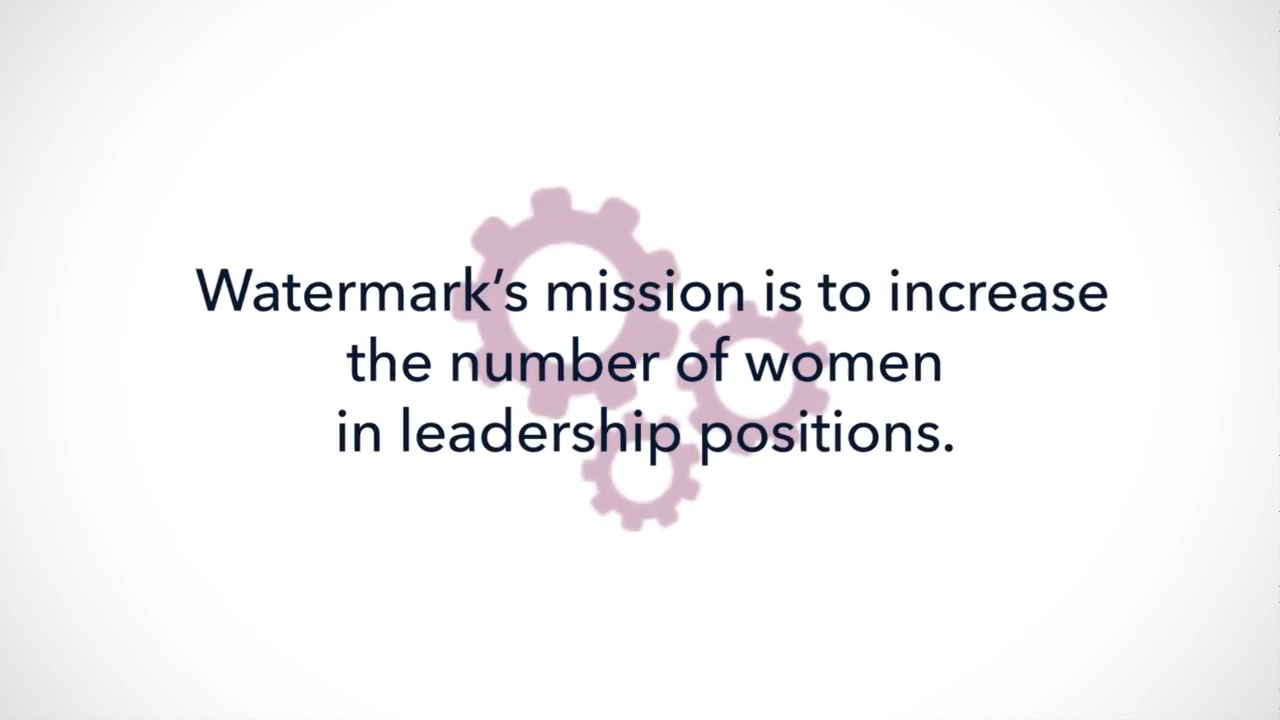 Watermark’s mission is to increase
the number of women
in leadership positions.